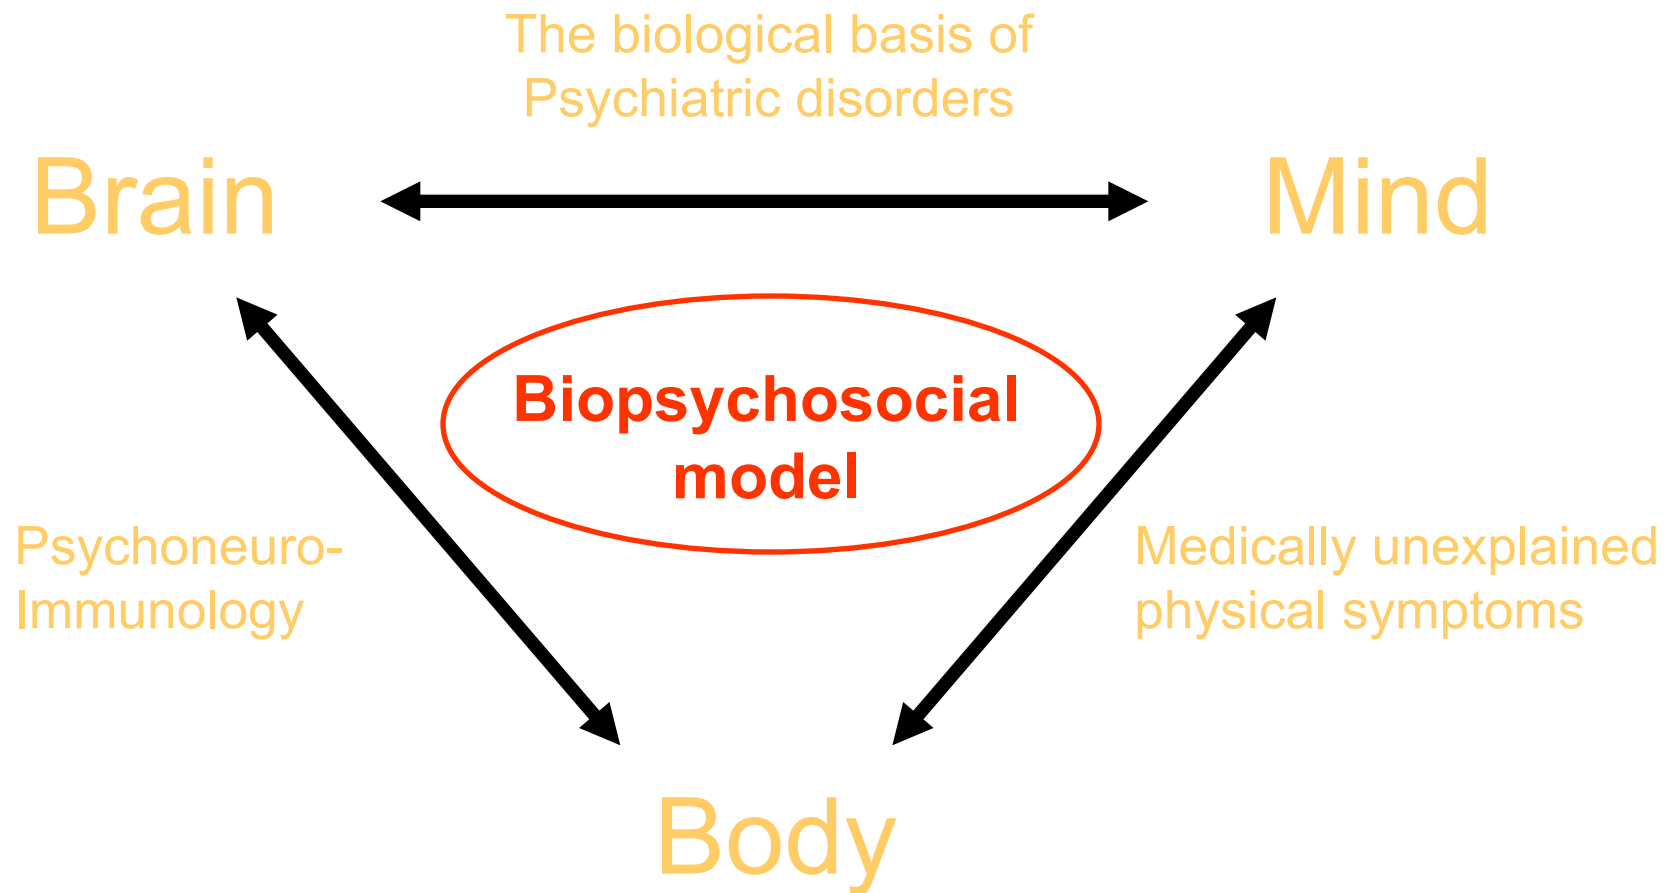 The biological basis of
Psychiatric disorders
Brain
Mind
Biopsychosocial
model
Psychoneuro-
Immunology
Medically unexplained
physical symptoms
Body